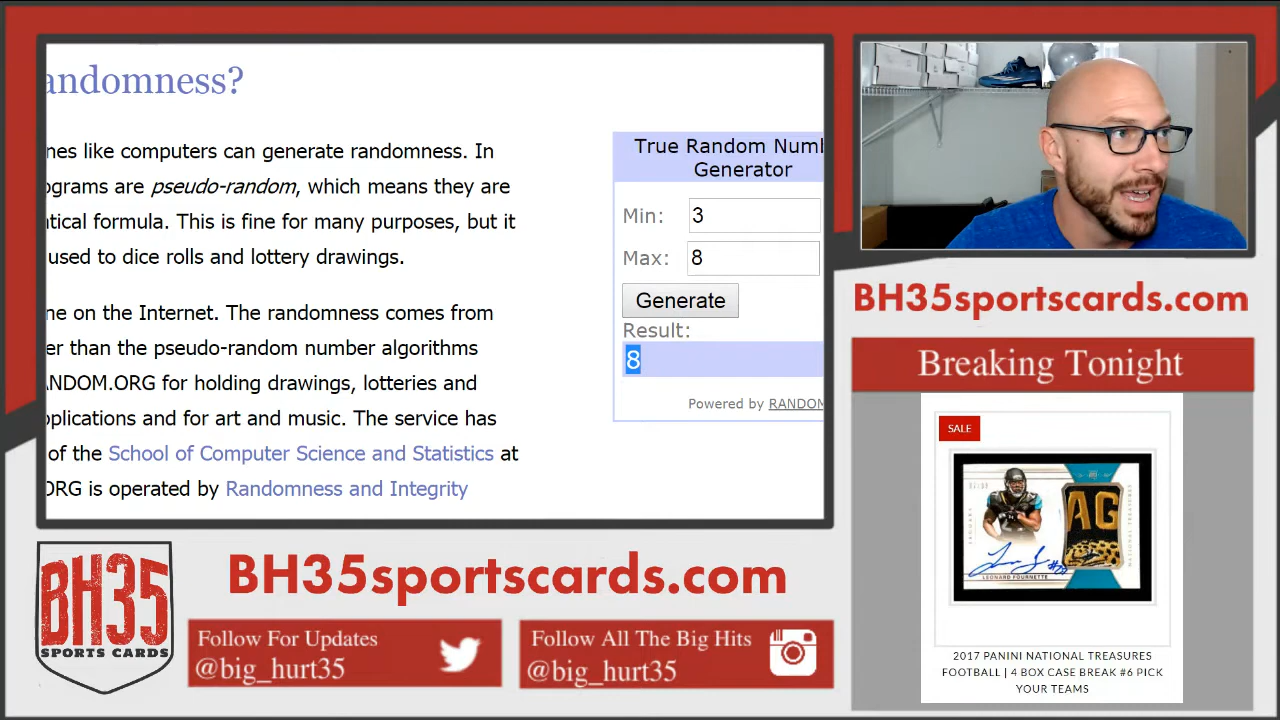 andomness?
nes like computers can generate randomness. In
ograms are pseudo-random, which means they are
tical formula. This is fine for many purposes, but it
used to dice rolls and lottery drawings.
ne on the Internet. The randomness comes from
er than the pseudo-random number algorithms
ANDOM.ORG for holding drawings, lotteries and
pplications and for art and music. The service has
of the School of Computer Science and Statistics at
ORG is operated by Randomness and Integrity
True Random Numb
Generator
Min: 3
Max: 8
Generate
Result:
8
Powered by RANDOM
BH35sportscards.com
Breaking Tonight
SALE
AG
LEONARD FOURNETTE
2017 PANINI NATIONAL TREASURES
FOOTBALL | 4 BOX CASE BREAK #6 PICK
YOUR TEAMS
BH35
SPORTS CARDS
BH35sportscards.com
Follow For Updates
@big_hurt35
Follow All The Big Hits
@big_hurt35